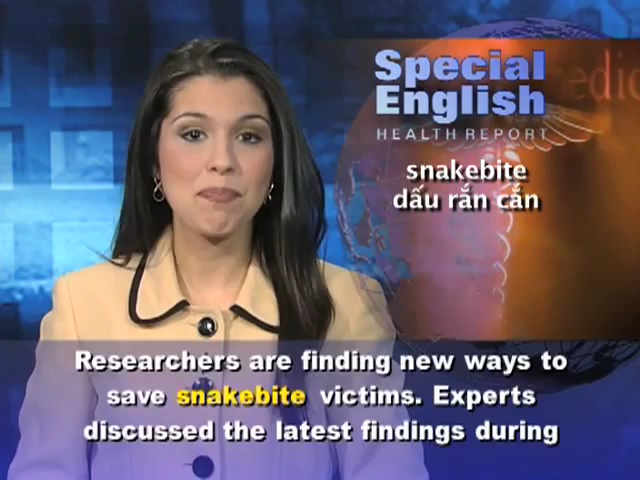 Special
English
HEALTH REPORT
edic
snakebite
dấu rắn cắn
Researchers are finding new ways to
save snakebite victims. Experts
discussed the latest findings during